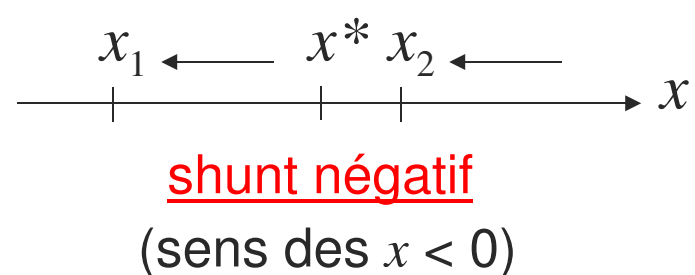 x₁ x* x₂
x
shunt négatif
(sens des x < 0)